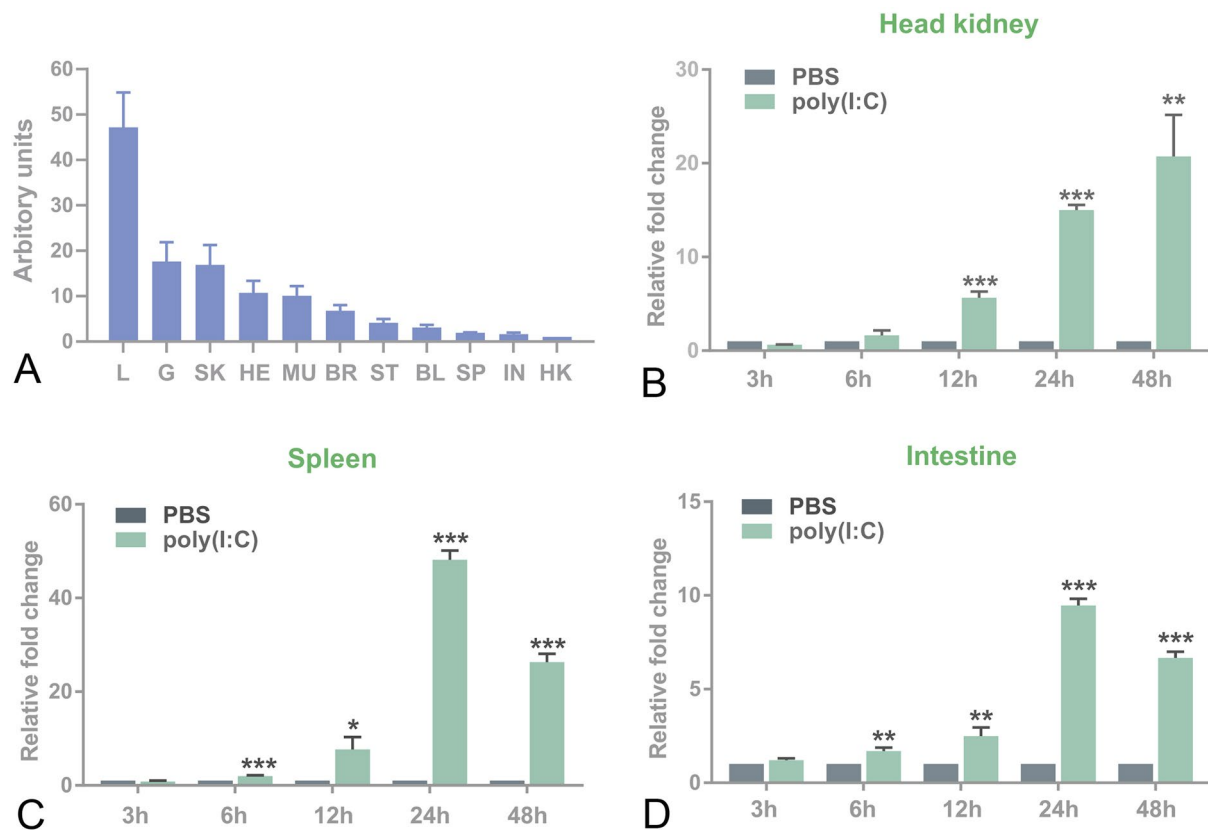 60
50
40
30
20
10
0
Arbitory units
L G SK HE MU BR ST BL SP IN HK
A
Head kidney
PBS
poly(I:C)
30
20
10
0
Relative fold change
***
***
**
3h 6h 12h 24h 48h
B
Spleen
PBS
poly(I:C)
60
40
20
0
Relative fold change
***
*
***
***
3h 6h 12h 24h 48h
C
Intestine
PBS
poly(I:C)
15
10
5
0
Relative fold change
**
**
***
***
3h 6h 12h 24h 48h
D